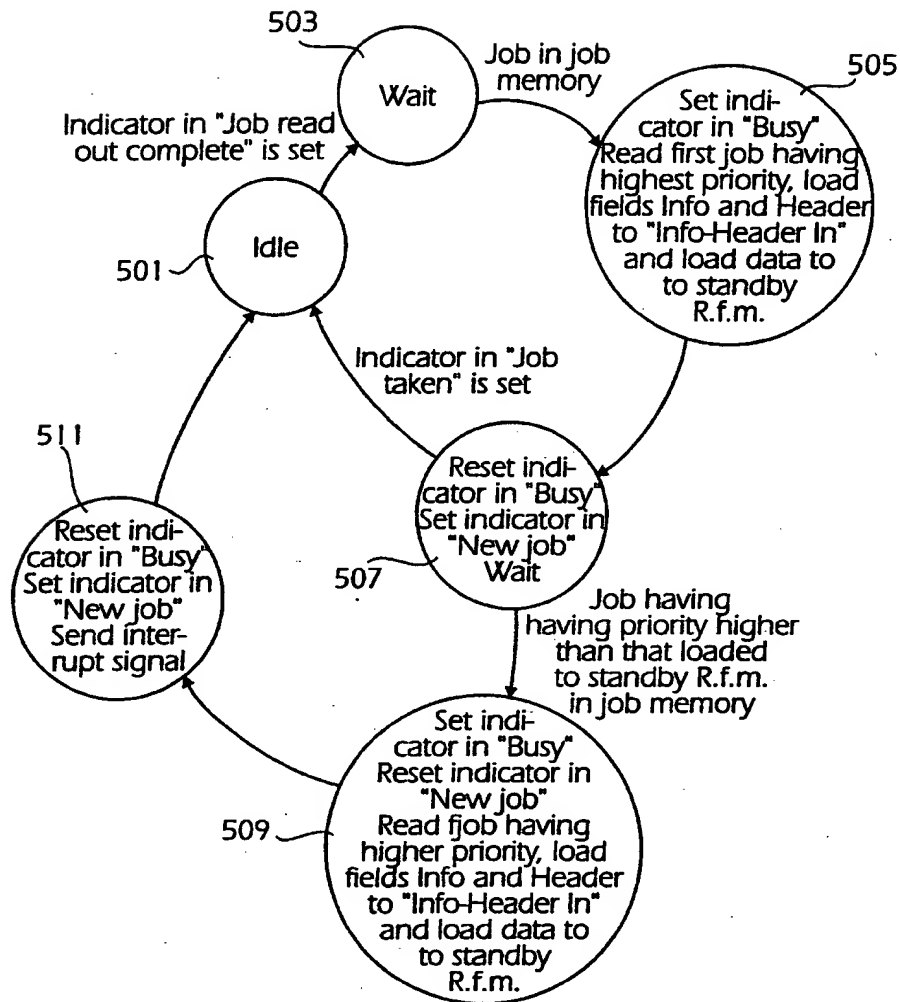 503
Wait
Job in job
memory
505
Set indi-
cator in "Busy"
Read first job having
highest priority, load
fields Info and Header
to "Info-Header In"
and load data to
to standby
R.f.m.
Indicator in "Job read
out complete" is set
Idle
501
Indicator in "Job
taken" is set
511
Reset indi-
cator in "Busy"
Set indicator in
"New job"
Send inter-
rupt signal
Reset indi-
cator in "Busy"
Set indicator in
"New job"
Wait
507
Job having
having priority higher
than that loaded
to standby R.f.m.
in job memory
Set indi-
cator in "Busy"
Reset indicator in
"New job"
Read fjob having
higher priority, load
fields Info and Header
to "Info-Header In"
and load data to
to standby
R.f.m.
509